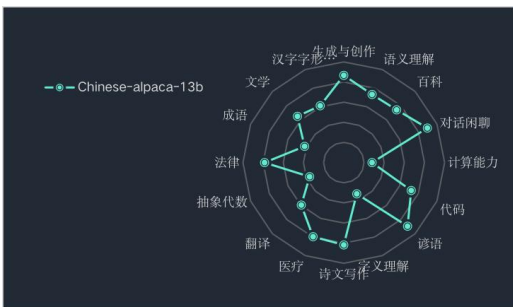 生成与创作
汉字字形...
语义理解
文学
百科
Chinese-alpaca-13b
成语
对话闲聊
法律
计算能力
抽象代数
代码
翻译
谚语
医疗
字义理解
诗文写作